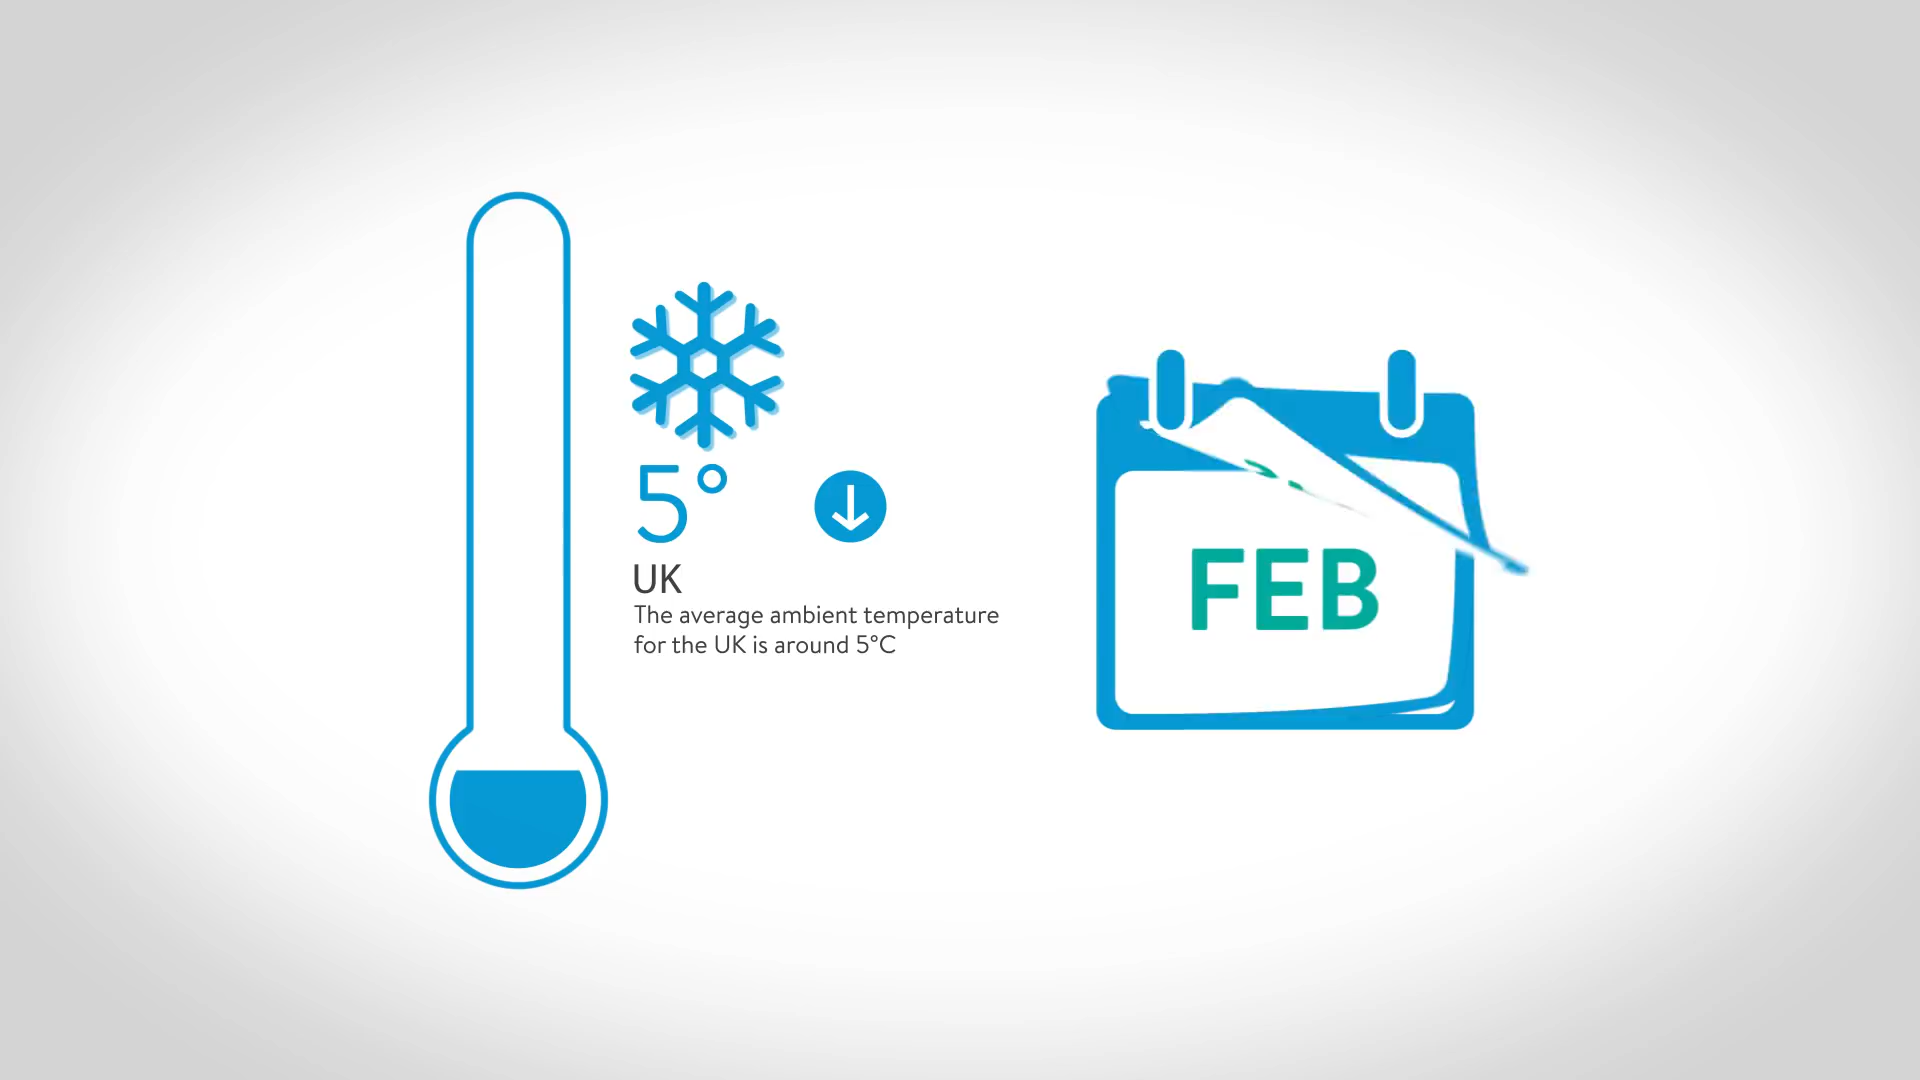 5°
UK
The average ambient temperature
for the UK is around 5°C
FEB